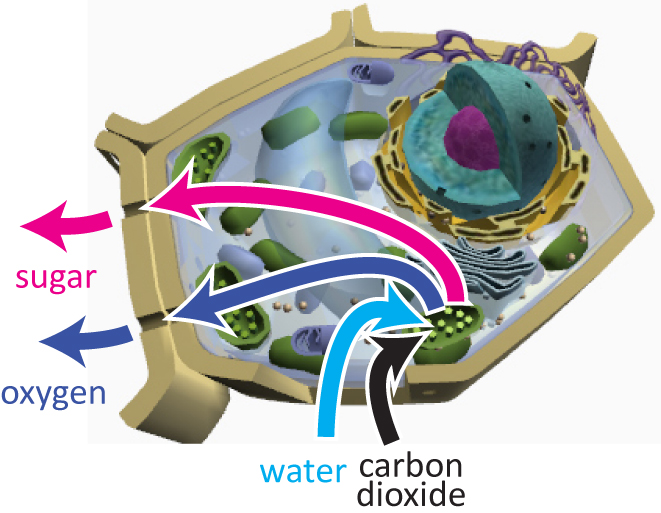 sugar
oxygen
water
carbon
dioxide